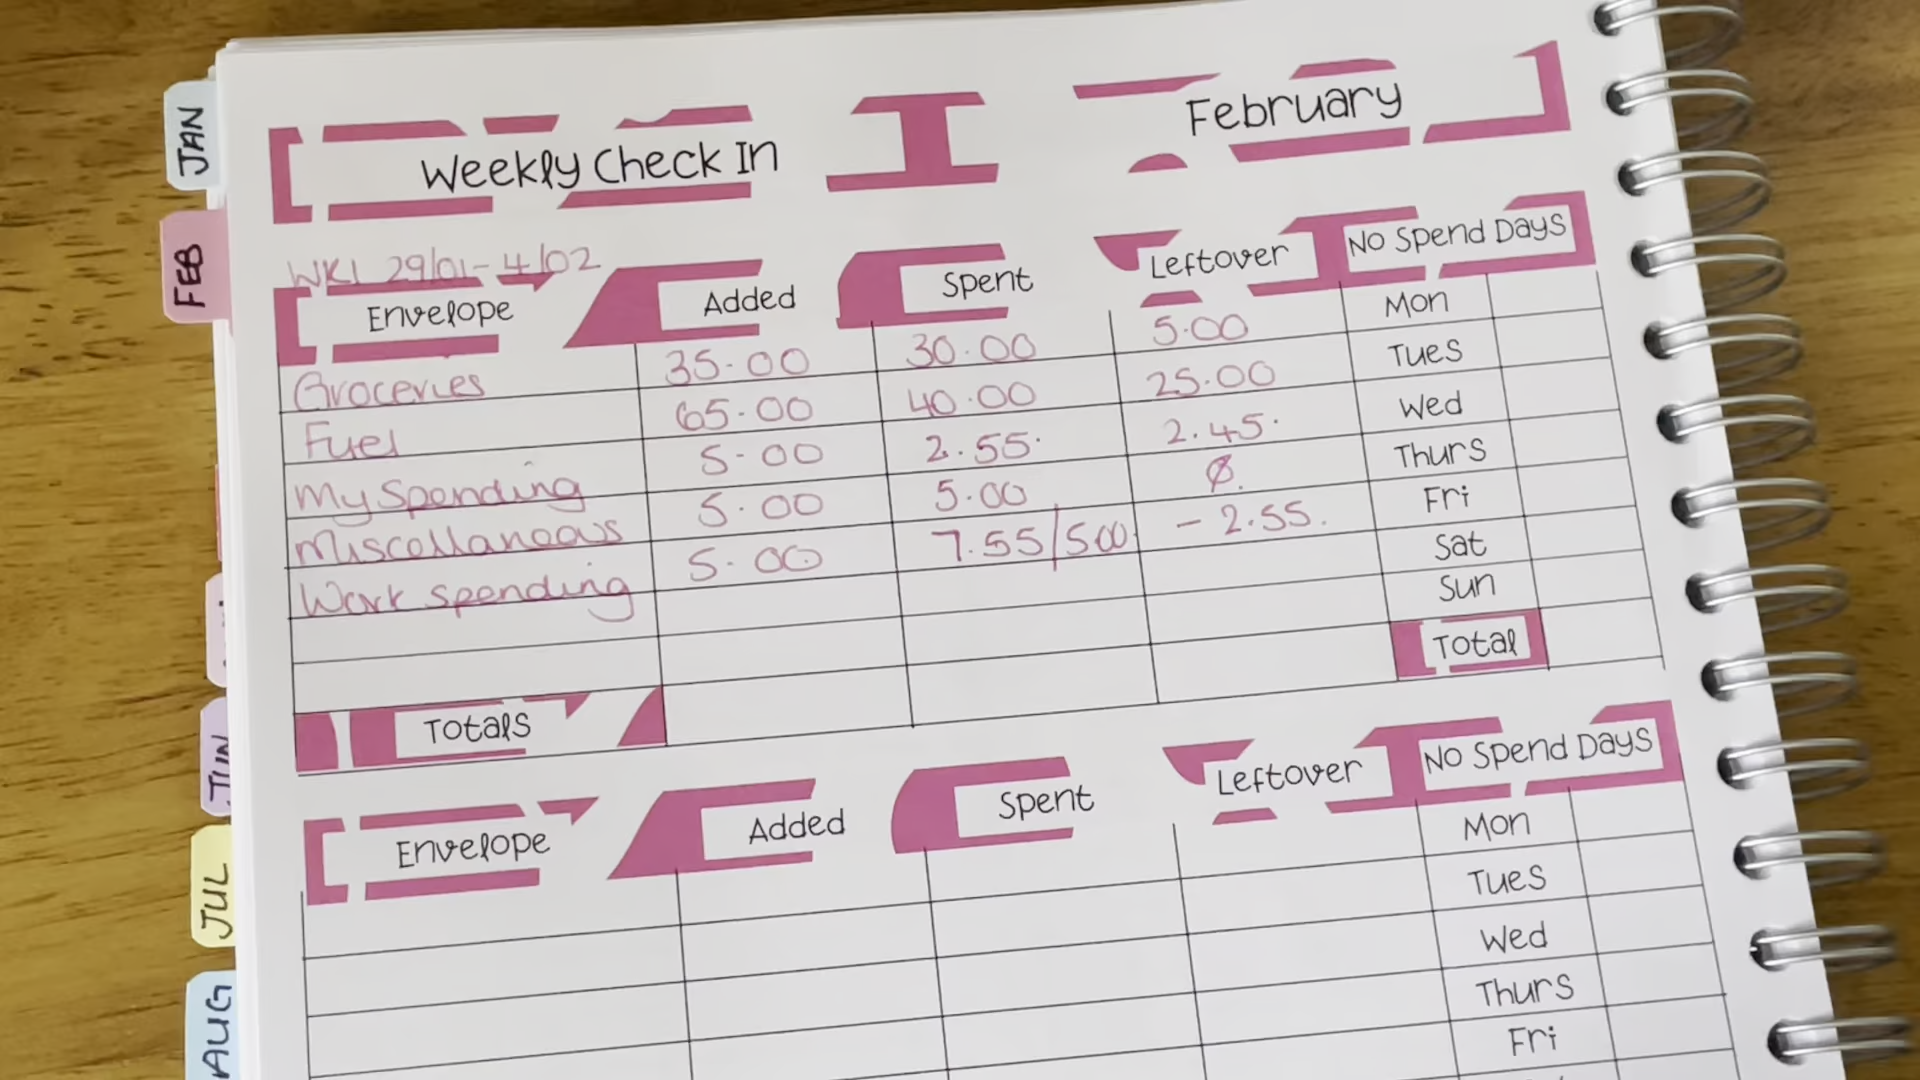 JAN
FEB
JUN
JUL
AUG
Weekly Check In
February
WK1 29/01-4/02
Envelope Added Spent Leftover No Spend Days
Groceries 35.00 30.00 5.00 Mon
Fuel 65.00 40.00 25.00 Tues
My Spending 5.00 2.55 2.45 Wed
Miscellaneous 5.00 5.00 Ø Thurs
Work spending 5.00 7.55/500 -2.55 Fri
Sat
Sun
Total
Totals
Envelope Added Spent Leftover No Spend Days
Mon
Tues
Wed
Thurs
Fri